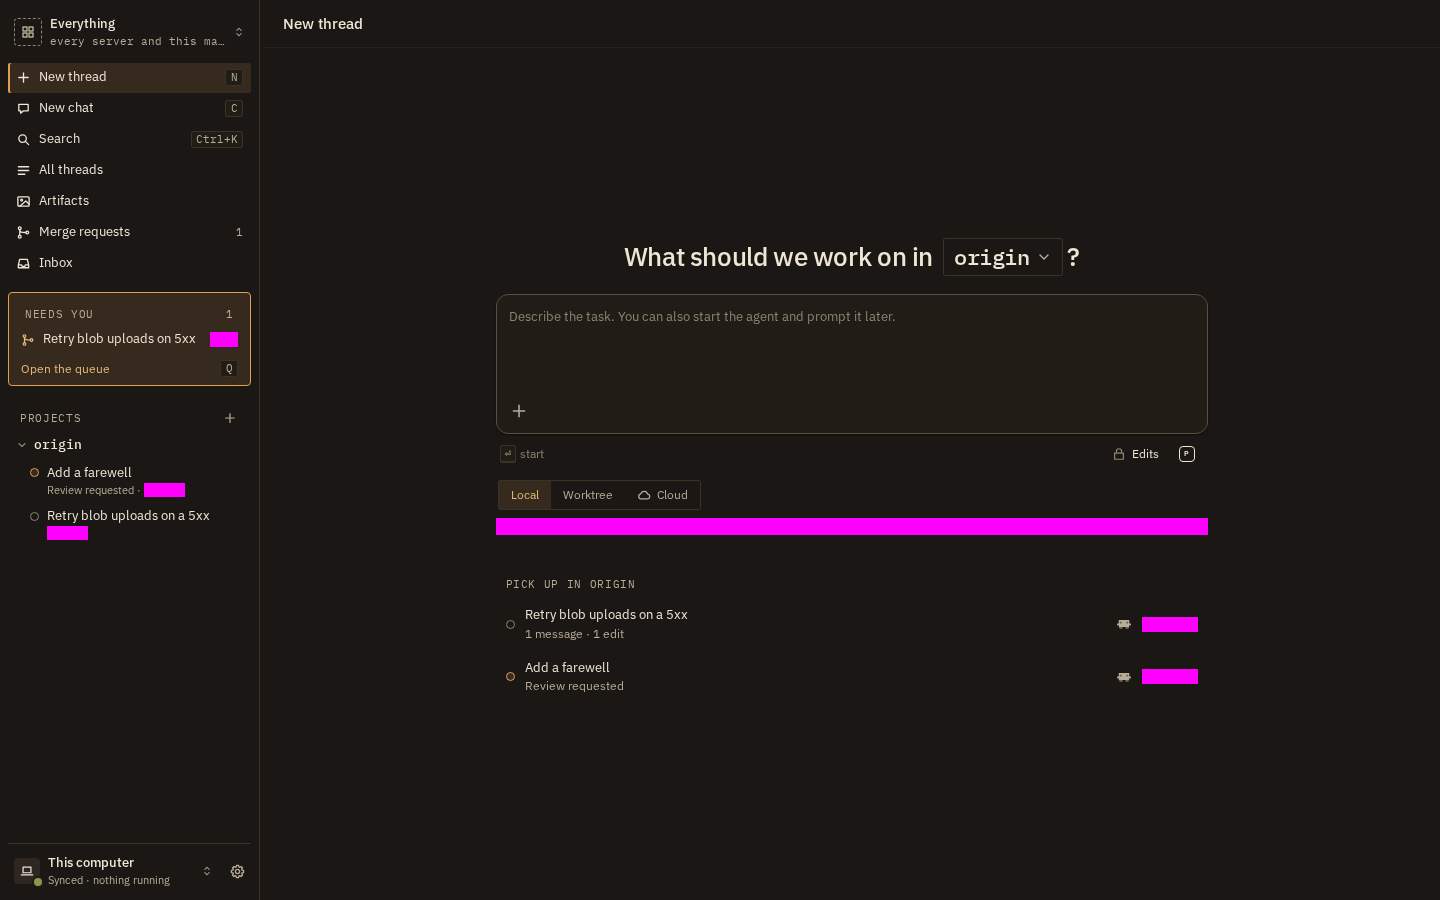 Everything
every server and this ma…
New thread N
New chat C
Search Ctrl+K
All threads
Artifacts
Merge requests 1
Inbox
NEEDS YOU 1
Retry blob uploads on 5xx
Open the queue Q
PROJECTS
origin
Add a farewell
Review requested ·
Retry blob uploads on a 5xx
This computer
Synced · nothing running
New thread
What should we work on in origin ?
Describe the task. You can also start the agent and prompt it later.
⏎ start Edits P
Local Worktree Cloud
PICK UP IN ORIGIN
Retry blob uploads on a 5xx
1 message · 1 edit
Add a farewell
Review requested